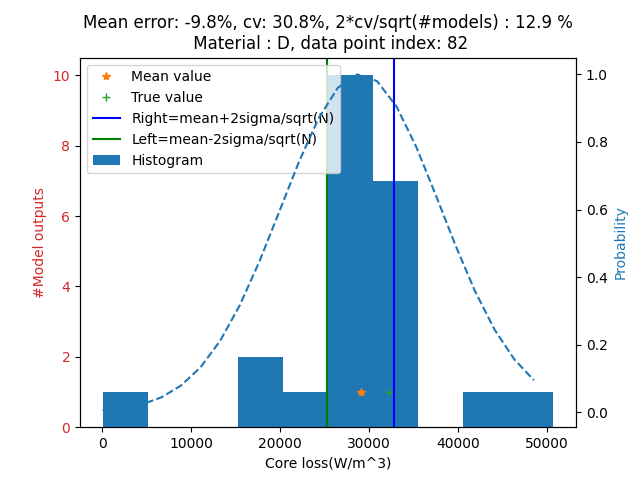 Mean error: -9.8%, cv: 30.8%, 2*cv/sqrt(#models) : 12.9 %
Material : D, data point index: 82
Mean value
True value
Right=mean+2sigma/sqrt(N)
Left=mean-2sigma/sqrt(N)
Histogram
#Model outputs
10
8
6
4
2
0
1.0
0.8
0.6
0.4
0.2
0.0
Probability
0 10000 20000 30000 40000 50000
Core loss(W/m^3)